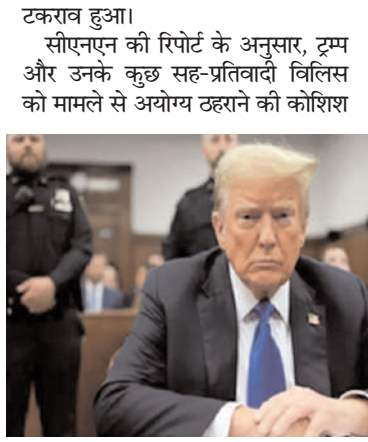 टकराव हुआ।
सीएनएन की रिपोर्ट के अनुसार, ट्रम्प
और उनके कुछ सह-प्रतिवादी विलिस
को मामले से अयोग्य ठहराने की कोशिश